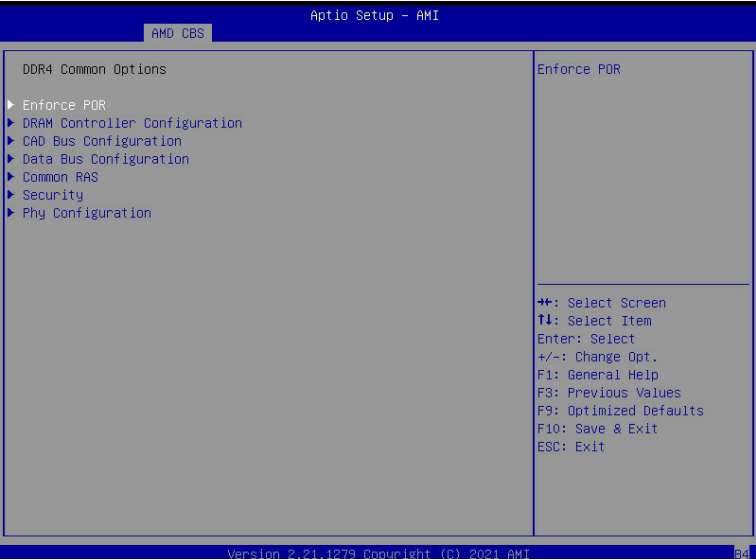 Aptio Setup – AMI
AMD CBS
DDR4 Common Options
Enforce POR
DRAM Controller Configuration
CAD Bus Configuration
Data Bus Configuration
Common RAS
Security
Phy Configuration
Enforce POR
→←: Select Screen
↑↓: Select Item
Enter: Select
+/-: Change Opt.
F1: General Help
F3: Previous Values
F9: Optimized Defaults
F10: Save & Exit
ESC: Exit
Version 2.21.1279 Copyright (C) 2021 AMI
B4